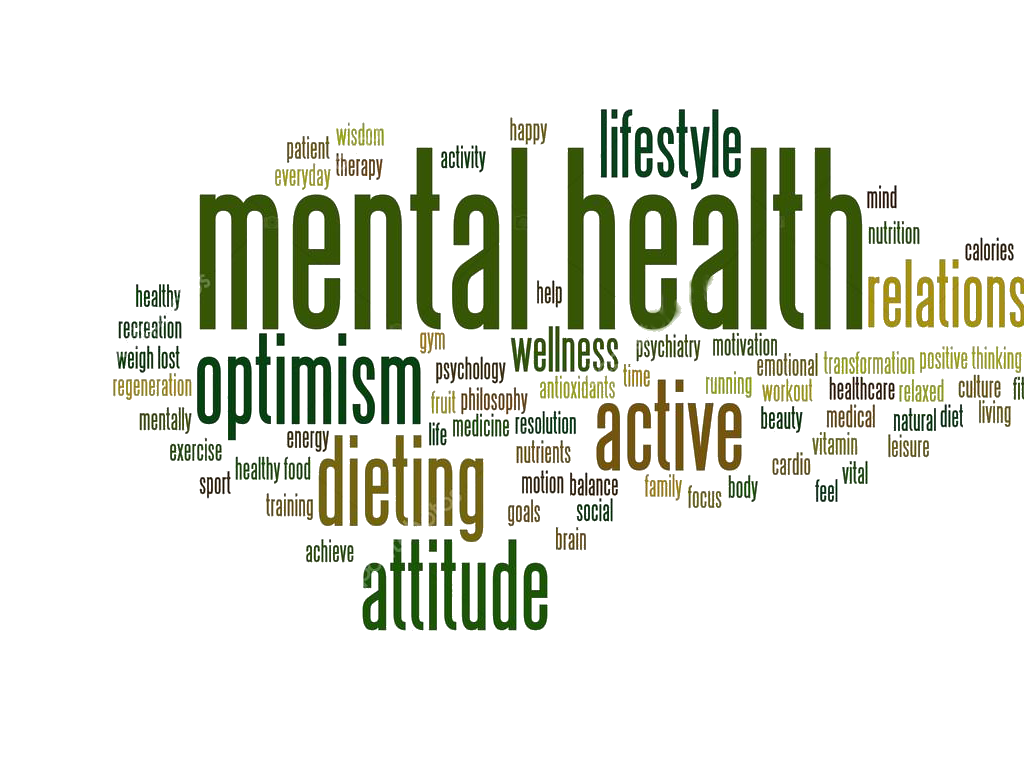 lifestyle
happy
wisdom
patient
therapy
activity
everyday
mental health
mind
nutrition
calories
relations
help
healthy
recreation
weigh lost
regeneration
mentally
exercise
optimism
gym
psychology
wellness
psychiatry
motivation
emotional
transformation
positive thinking
antioxidants
time
running
workout
healthcare
relaxed
culture
fit
fruit
philosophy
active
beauty
medical
natural
diet
living
life
medicine
resolution
energy
nutrients
vitamin
leisure
healthy food
dieting
cardio
vital
sport
motion
balance
family
focus
body
feel
training
goals
social
achieve
brain
attitude